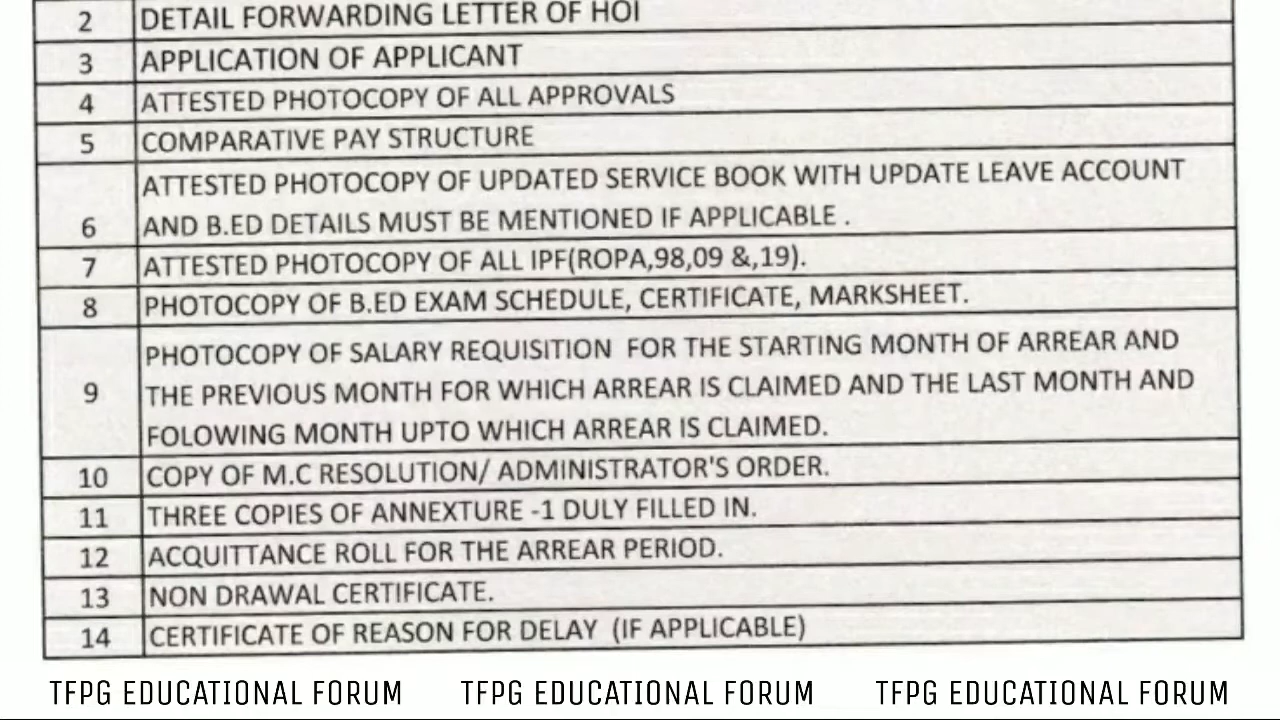 2 DETAIL FORWARDING LETTER OF HOI
3 APPLICATION OF APPLICANT
4 ATTESTED PHOTOCOPY OF ALL APPROVALS
5 COMPARATIVE PAY STRUCTURE
ATTESTED PHOTOCOPY OF UPDATED SERVICE BOOK WITH UPDATE LEAVE ACCOUNT
6 AND B.ED DETAILS MUST BE MENTIONED IF APPLICABLE .
7 ATTESTED PHOTOCOPY OF ALL IPF(ROPA,98,09 &,19).
8 PHOTOCOPY OF B.ED EXAM SCHEDULE, CERTIFICATE, MARKSHEET.
PHOTOCOPY OF SALARY REQUISITION FOR THE STARTING MONTH OF ARREAR AND
9 THE PREVIOUS MONTH FOR WHICH ARREAR IS CLAIMED AND THE LAST MONTH AND
FOLOWING MONTH UPTO WHICH ARREAR IS CLAIMED.
10 COPY OF M.C RESOLUTION/ ADMINISTRATOR'S ORDER.
11 THREE COPIES OF ANNEXTURE -1 DULY FILLED IN.
12 ACQUITTANCE ROLL FOR THE ARREAR PERIOD.
13 NON DRAWAL CERTIFICATE.
14 CERTIFICATE OF REASON FOR DELAY (IF APPLICABLE)
TFPG EDUCATIONAL FORUM TFPG EDUCATIONAL FORUM TFPG EDUCATIONAL FORUM